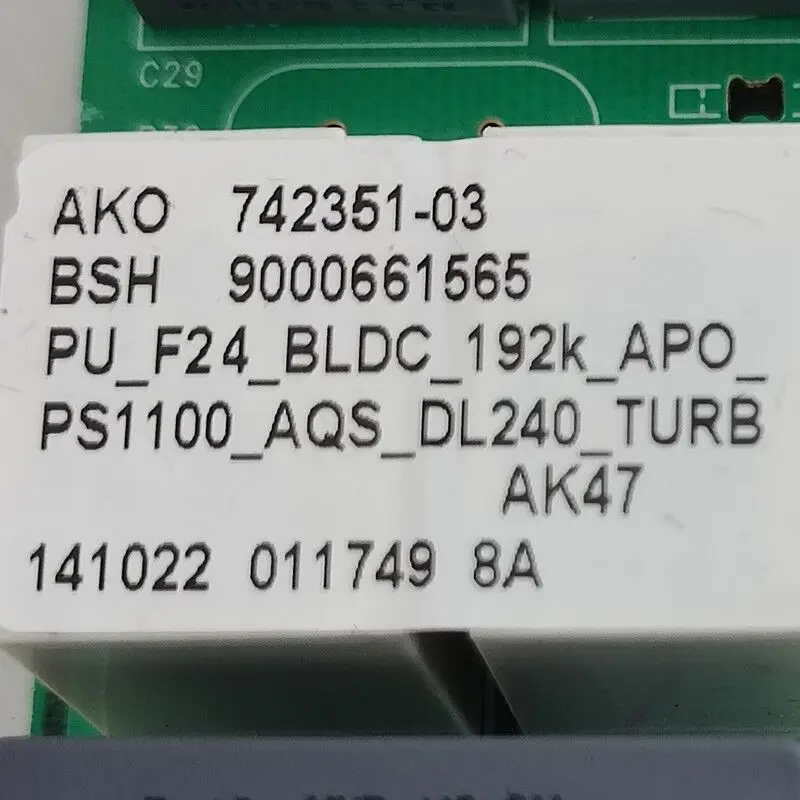 C29
AKO 742351-03
BSH 9000661565
PU_F24_BLDC_192k_APO_
PS1100_AQS_DL240_TURB
AK47
141022 011749 8A